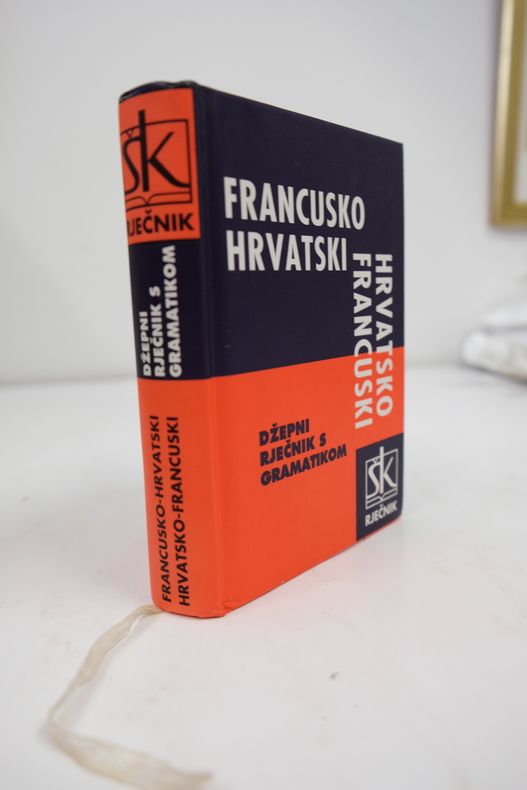 ŠK
RJEČNIK
DŽEPNI
RJEČNIK S
GRAMATIKOM
FRANCUSKO-HRVATSKI
HRVATSKO-FRANCUSKI
FRANCUSKO
HRVATSKI
HRVATSKO
FRANCUSKI
DŽEPNI
RJEČNIK S
GRAMATIKOM
ŠK
RJEČNIK